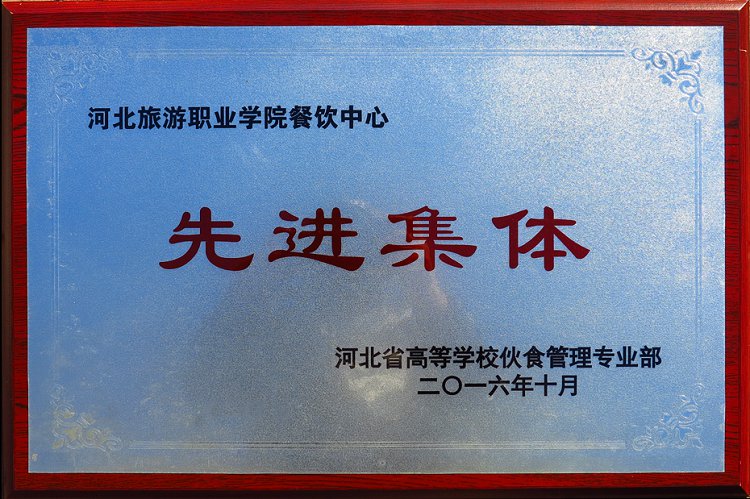 河北旅游职业学院餐饮中心
先进集体
河北省高等学校伙食管理专业部
二〇一六年十月